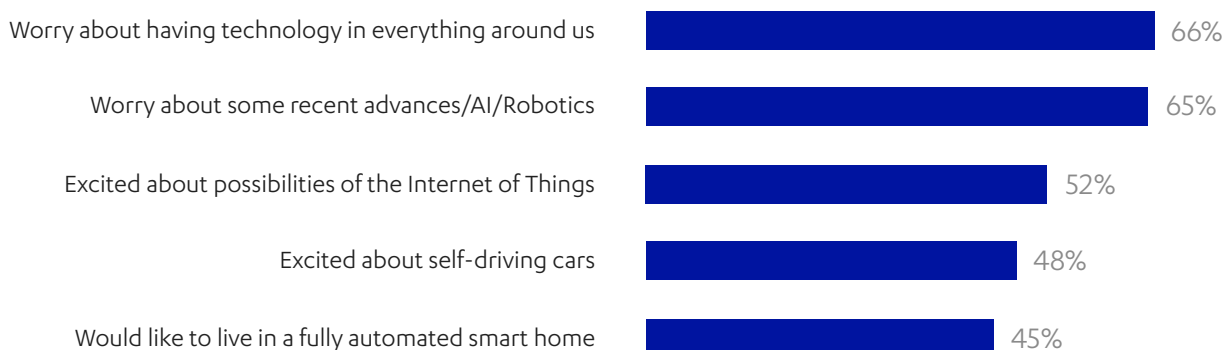 Worry about having technology in everything around us 66%
Worry about some recent advances/AI/Robotics 65%
Excited about possibilities of the Internet of Things 52%
Excited about self-driving cars 48%
Would like to live in a fully automated smart home 45%